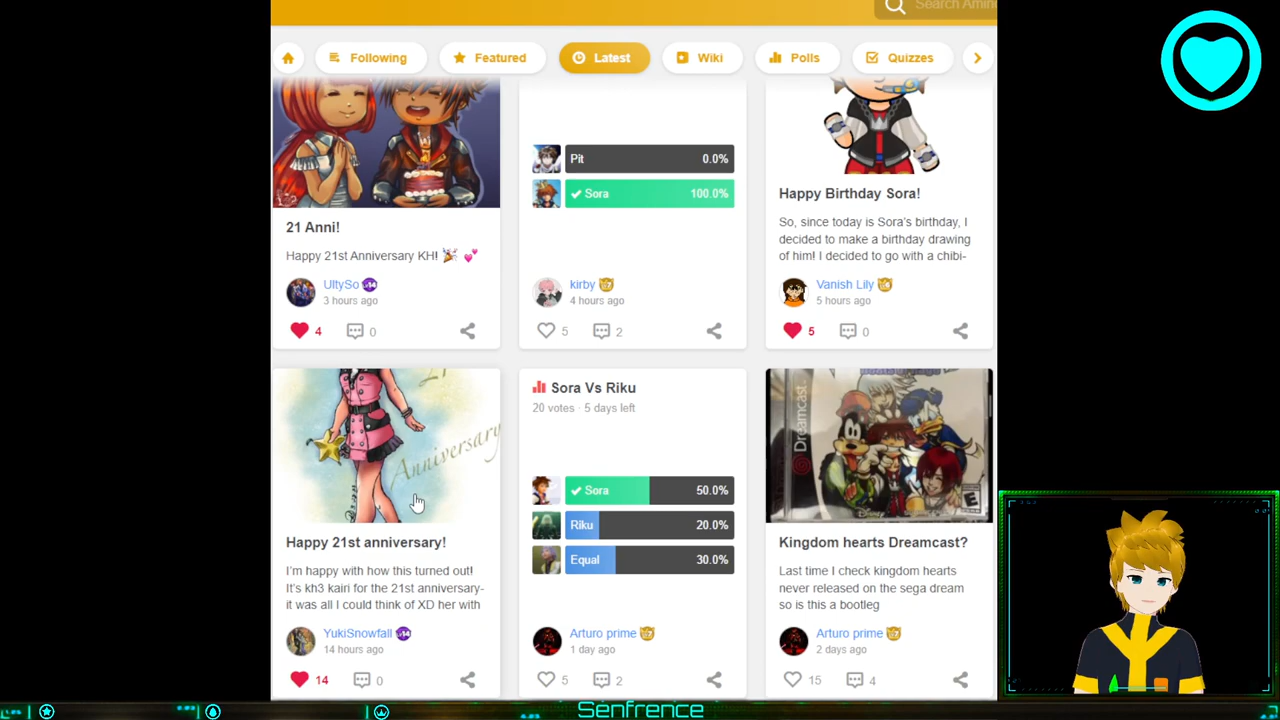 Search Amino
Following
Featured
Latest
Wiki
Polls
Quizzes
Pit 0.0%
Sora 100.0%
21 Anni!
Happy 21st Anniversary KH! 🎉 💕
UltySo
Lv14
3 hours ago
4
0
kirby
4 hours ago
5
2
Happy Birthday Sora!
So, since today is Sora's birthday, I
decided to make a birthday drawing
of him! I decided to go with a chibi-
Vanish Lily
5 hours ago
5
0
Anniversary
Happy 21st anniversary!
I'm happy with how this turned out!
It's kh3 kairi for the 21st anniversary-
it was all I could think of XD her with
YukiSnowfall
Lv14
14 hours ago
14
0
Sora Vs Riku
20 votes · 5 days left
Sora 50.0%
Riku 20.0%
Equal 30.0%
Arturo prime
1 day ago
5
2
Dreamcast
E
Kingdom hearts Dreamcast?
Last time I check kingdom hearts
never released on the sega dream
so is this a bootleg
Arturo prime
2 days ago
15
4
Senfrence